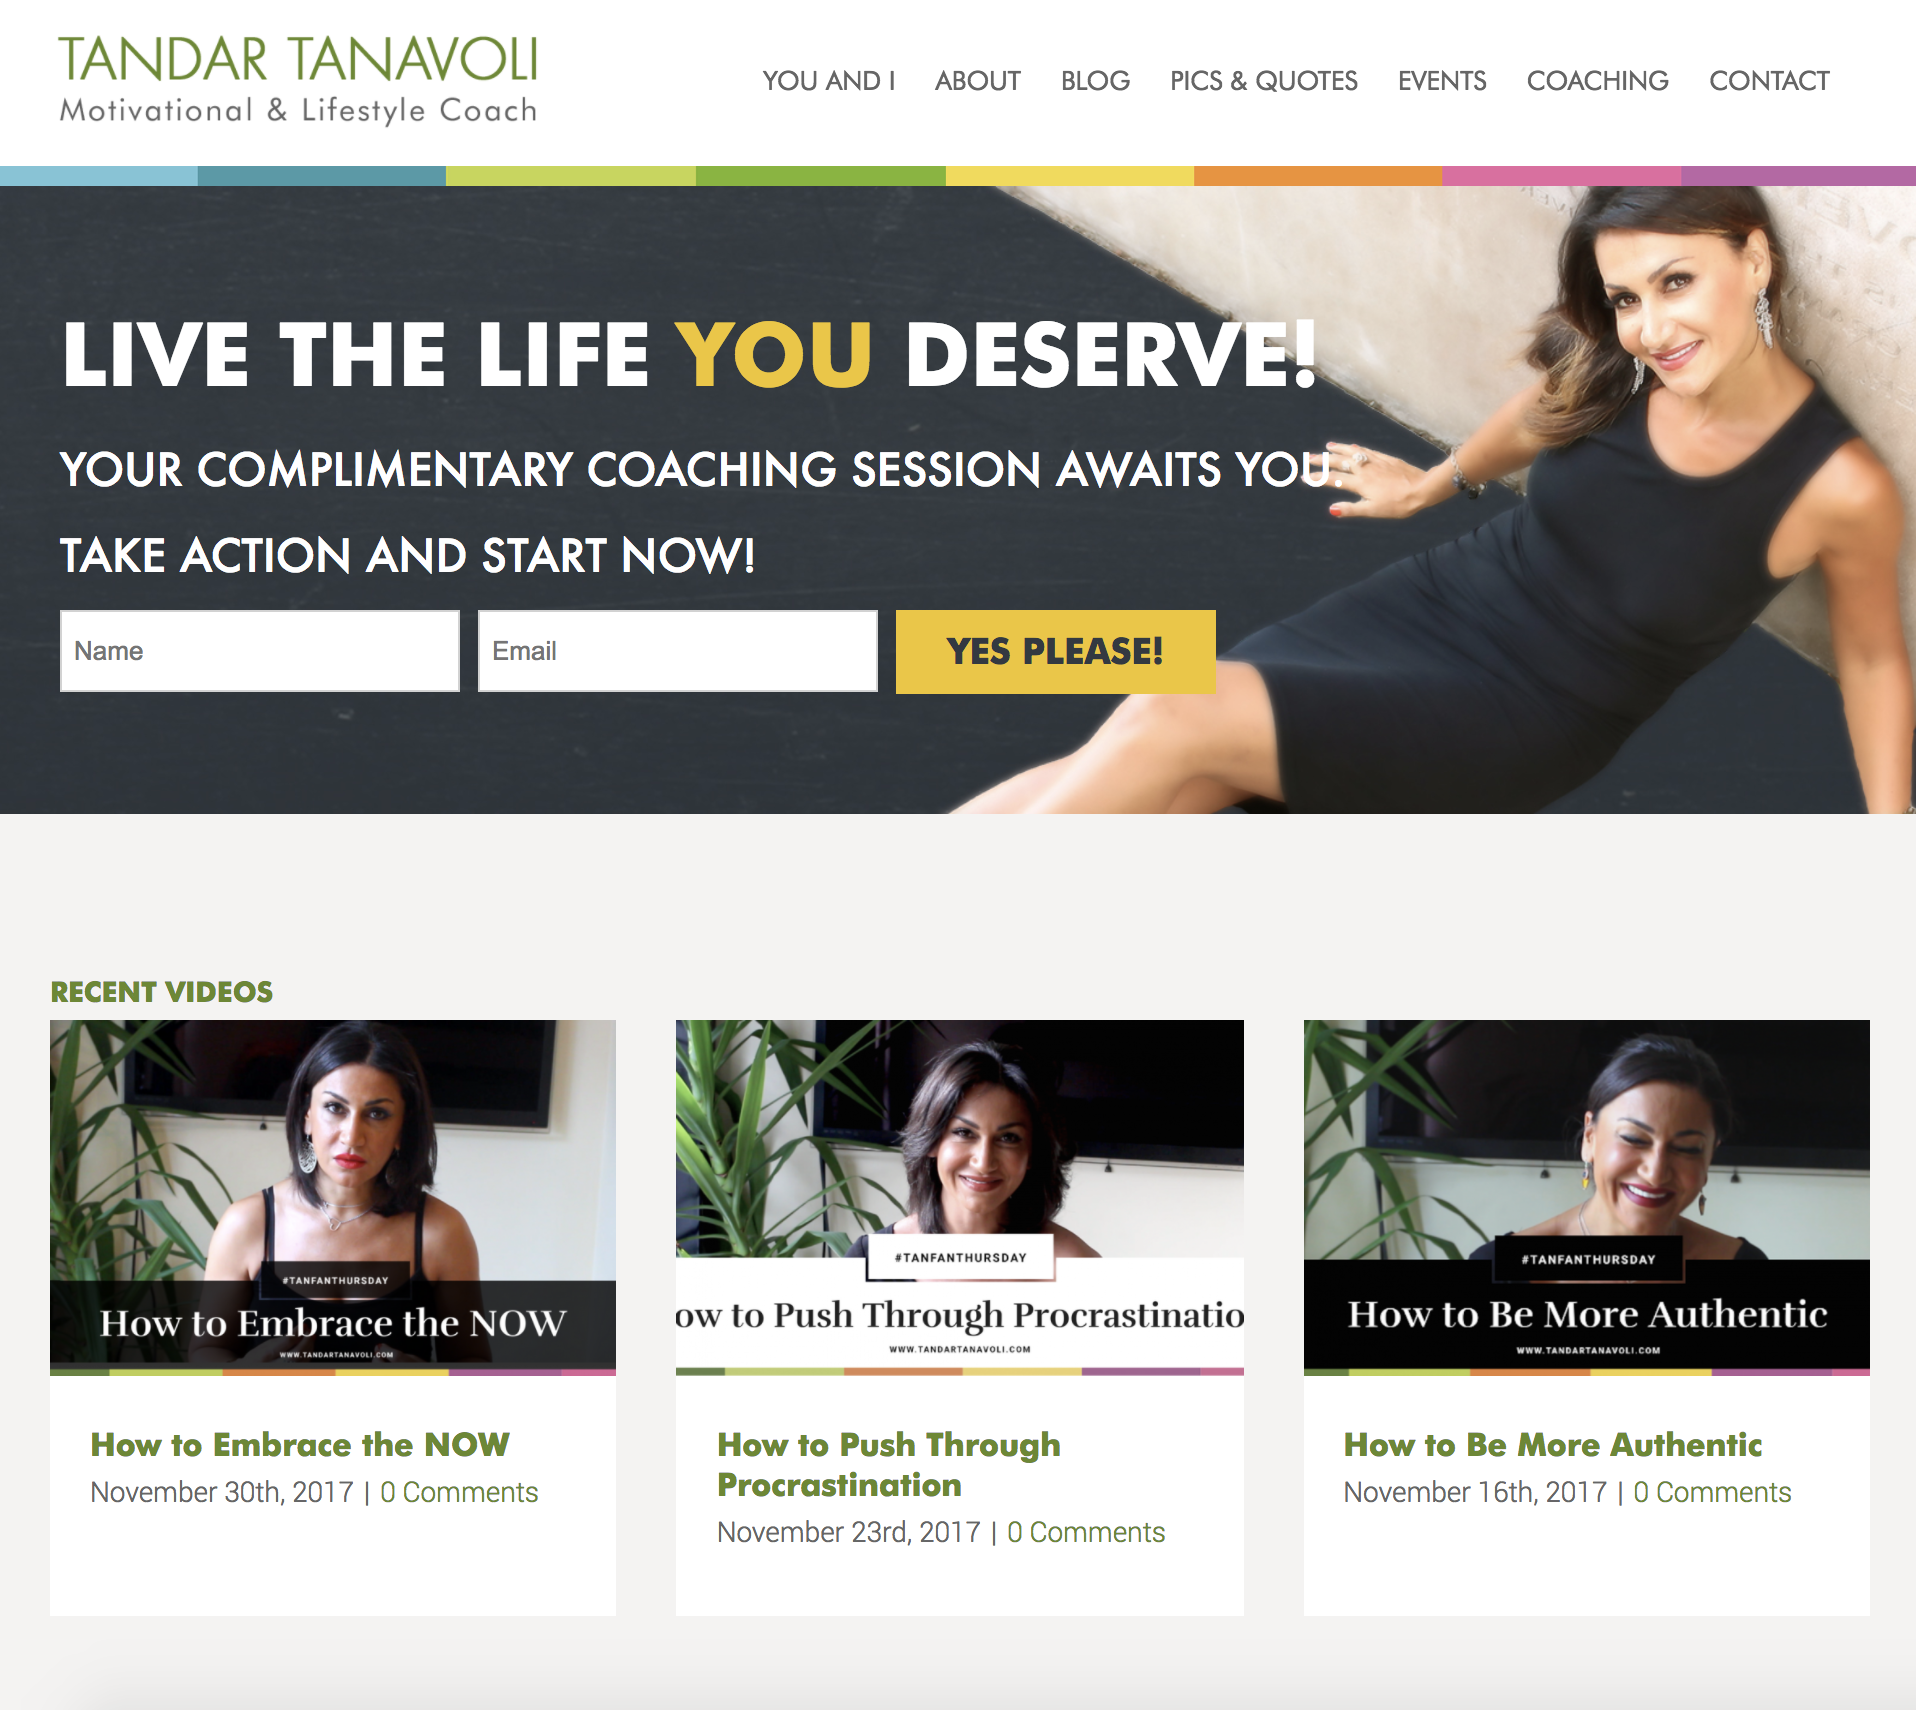 TANDAR TANAVOLI
Motivational & Lifestyle Coach
YOU AND I ABOUT BLOG PICS & QUOTES EVENTS COACHING CONTACT
LIVE THE LIFE YOU DESERVE!
YOUR COMPLIMENTARY COACHING SESSION AWAITS YOU.
TAKE ACTION AND START NOW!
Name Email YES PLEASE!
RECENT VIDEOS
#TANFANTHURSDAY
How to Embrace the NOW
WWW.TANDARTANAVOLI.COM
How to Embrace the NOW
November 30th, 2017 | 0 Comments
#TANFANTHURSDAY
ow to Push Through Procrastinatio
WWW.TANDARTANAVOLI.COM
How to Push Through
Procrastination
November 23rd, 2017 | 0 Comments
#TANFANTHURSDAY
How to Be More Authentic
WWW.TANDARTANAVOLI.COM
How to Be More Authentic
November 16th, 2017 | 0 Comments